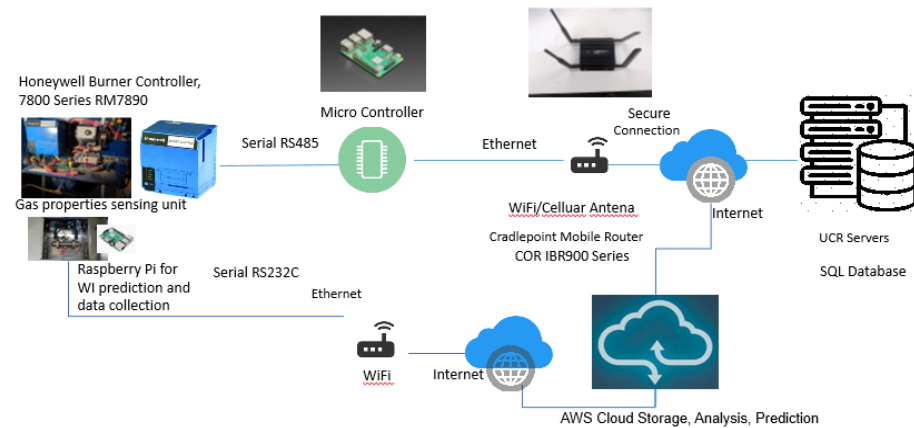 Honeywell Burner Controller,
7800 Series RM7890
Micro Controller
Serial RS485
Ethernet
Secure
Connection
WiFi/Celluar Antena
Cradlepoint Mobile Router
COR IBR900 Series
Internet
UCR Servers
SQL Database
Gas properties sensing unit
Raspberry Pi for
WI prediction and
data collection
Serial RS232C
Ethernet
WiFi
Internet
AWS Cloud Storage, Analysis, Prediction